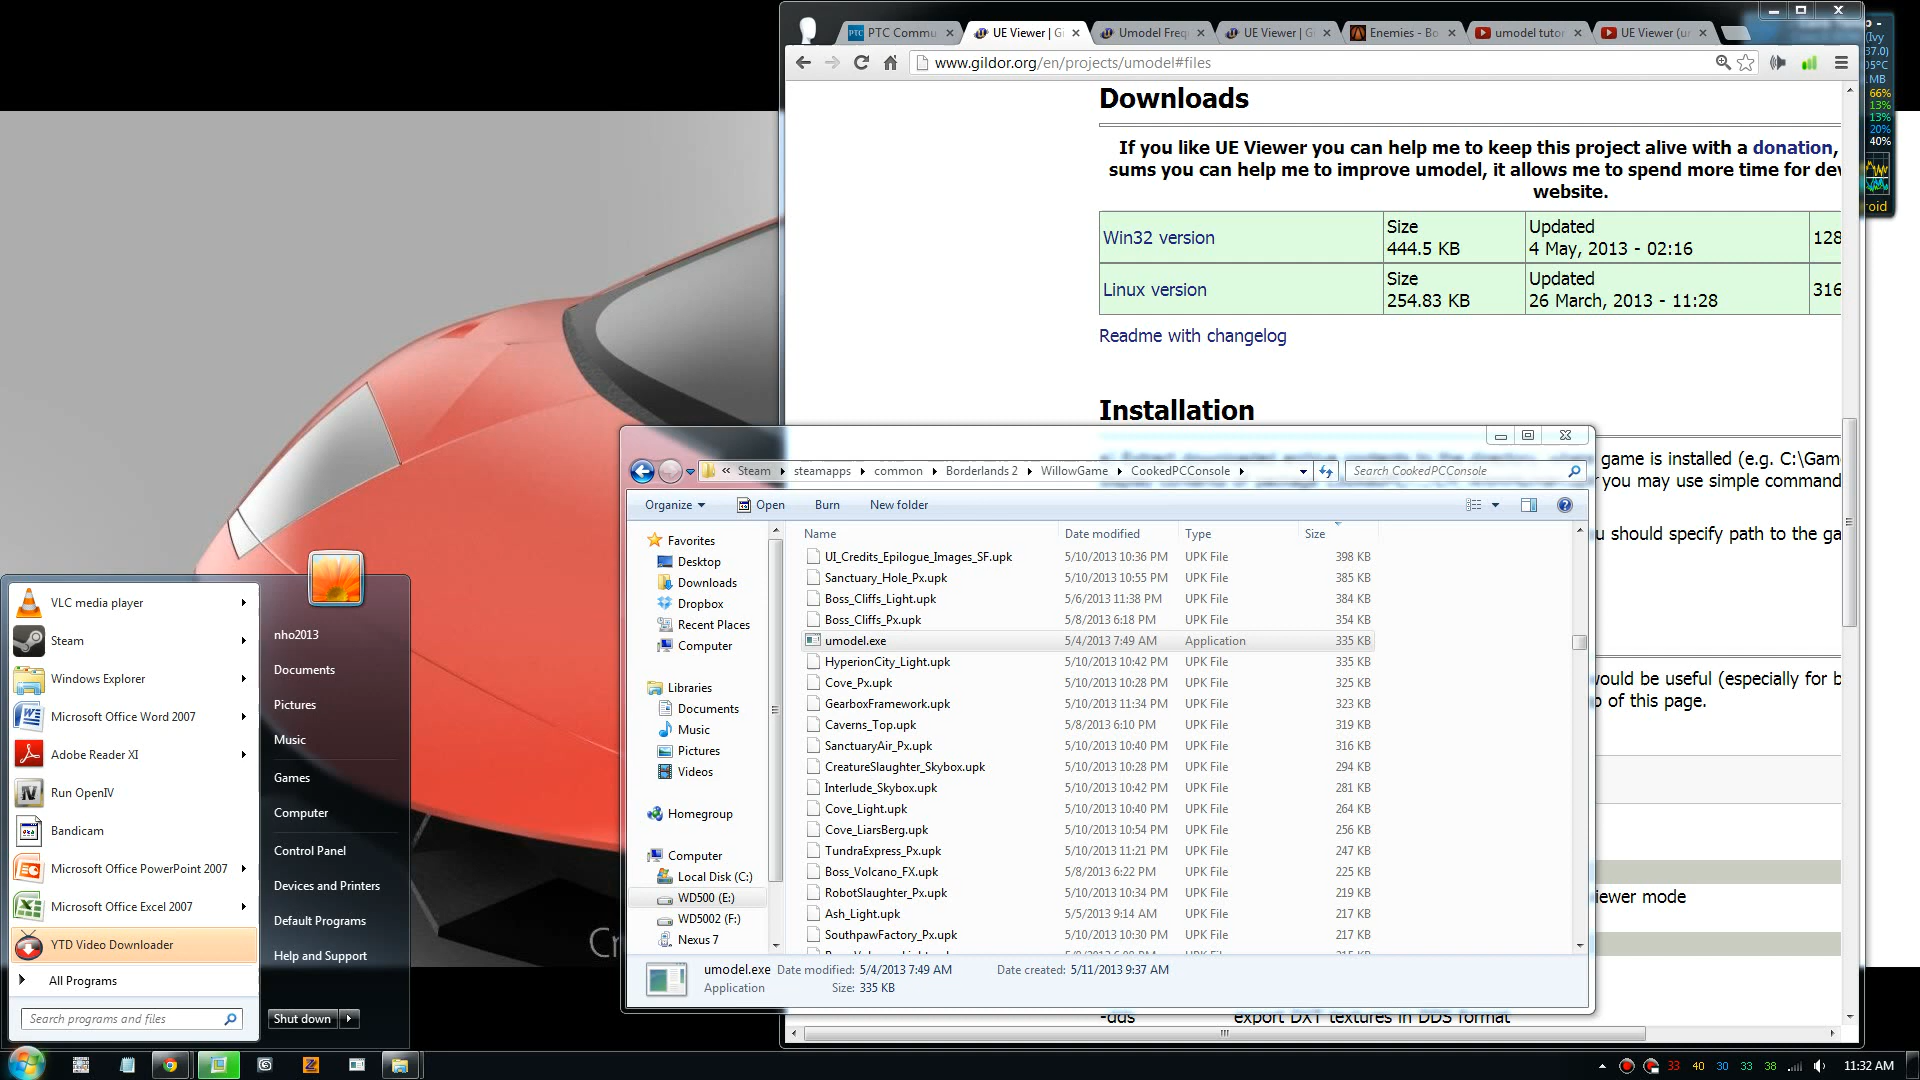 PTC Commu
UE Viewer | G
Umodel Freq
UE Viewer | G
Enemies - Bo
umodel tutor
UE Viewer (ur
www.gildor.org/en/projects/umodel#files
(Ivy
37.0)
05°C
MB
66%
13%
13%
20%
40%
roid
Downloads
If you like UE Viewer you can help me to keep this project alive with a donation,
sums you can help me to improve umodel, it allows me to spend more time for dev
website.
Win32 version
Size
444.5 KB
Updated
4 May, 2013 - 02:16
128
Linux version
Size
254.83 KB
Updated
26 March, 2013 - 11:28
316
Readme with changelog
Installation
game is installed (e.g. C:\Gam
you may use simple command
u should specify path to the ga
would be useful (especially for b
p of this page.
iewer mode
-dds export DXT textures in DDS format
« Steam steamapps common Borderlands 2 WillowGame CookedPCConsole
Search CookedPCConsole
Organize Open Burn New folder
Favorites
Desktop
Downloads
Dropbox
Recent Places
Computer
Libraries
Documents
Music
Pictures
Videos
Homegroup
Computer
Local Disk (C:)
WD500 (E:)
WD5002 (F:)
Nexus 7
Name Date modified Type Size
UI_Credits_Epilogue_Images_SF.upk 5/10/2013 10:36 PM UPK File 398 KB
Sanctuary_Hole_Px.upk 5/10/2013 10:55 PM UPK File 385 KB
Boss_Cliffs_Light.upk 5/6/2013 11:38 PM UPK File 384 KB
Boss_Cliffs_Px.upk 5/8/2013 6:18 PM UPK File 354 KB
umodel.exe 5/4/2013 7:49 AM Application 335 KB
HyperionCity_Light.upk 5/10/2013 10:42 PM UPK File 335 KB
Cove_Px.upk 5/10/2013 10:28 PM UPK File 325 KB
GearboxFramework.upk 5/10/2013 11:34 PM UPK File 323 KB
Caverns_Top.upk 5/8/2013 6:10 PM UPK File 319 KB
SanctuaryAir_Px.upk 5/10/2013 10:40 PM UPK File 316 KB
CreatureSlaughter_Skybox.upk 5/10/2013 10:28 PM UPK File 294 KB
Interlude_Skybox.upk 5/10/2013 10:42 PM UPK File 281 KB
Cove_Light.upk 5/10/2013 10:40 PM UPK File 264 KB
Cove_LiarsBerg.upk 5/10/2013 10:54 PM UPK File 256 KB
TundraExpress_Px.upk 5/10/2013 11:21 PM UPK File 247 KB
Boss_Volcano_FX.upk 5/8/2013 6:22 PM UPK File 225 KB
RobotSlaughter_Px.upk 5/10/2013 10:34 PM UPK File 219 KB
Ash_Light.upk 5/5/2013 9:14 AM UPK File 217 KB
SouthpawFactory_Px.upk 5/10/2013 10:30 PM UPK File 217 KB
umodel.exe Date modified: 5/4/2013 7:49 AM Date created: 5/11/2013 9:37 AM
Application Size: 335 KB
Cr
VLC media player
Steam
Windows Explorer
Microsoft Office Word 2007
Adobe Reader XI
Run OpenIV
Bandicam
Microsoft Office PowerPoint 2007
Microsoft Office Excel 2007
YTD Video Downloader
All Programs
Search programs and files
nho2013
Documents
Pictures
Music
Games
Computer
Control Panel
Devices and Printers
Default Programs
Help and Support
Shut down
33 40 30 33 38
11:32 AM